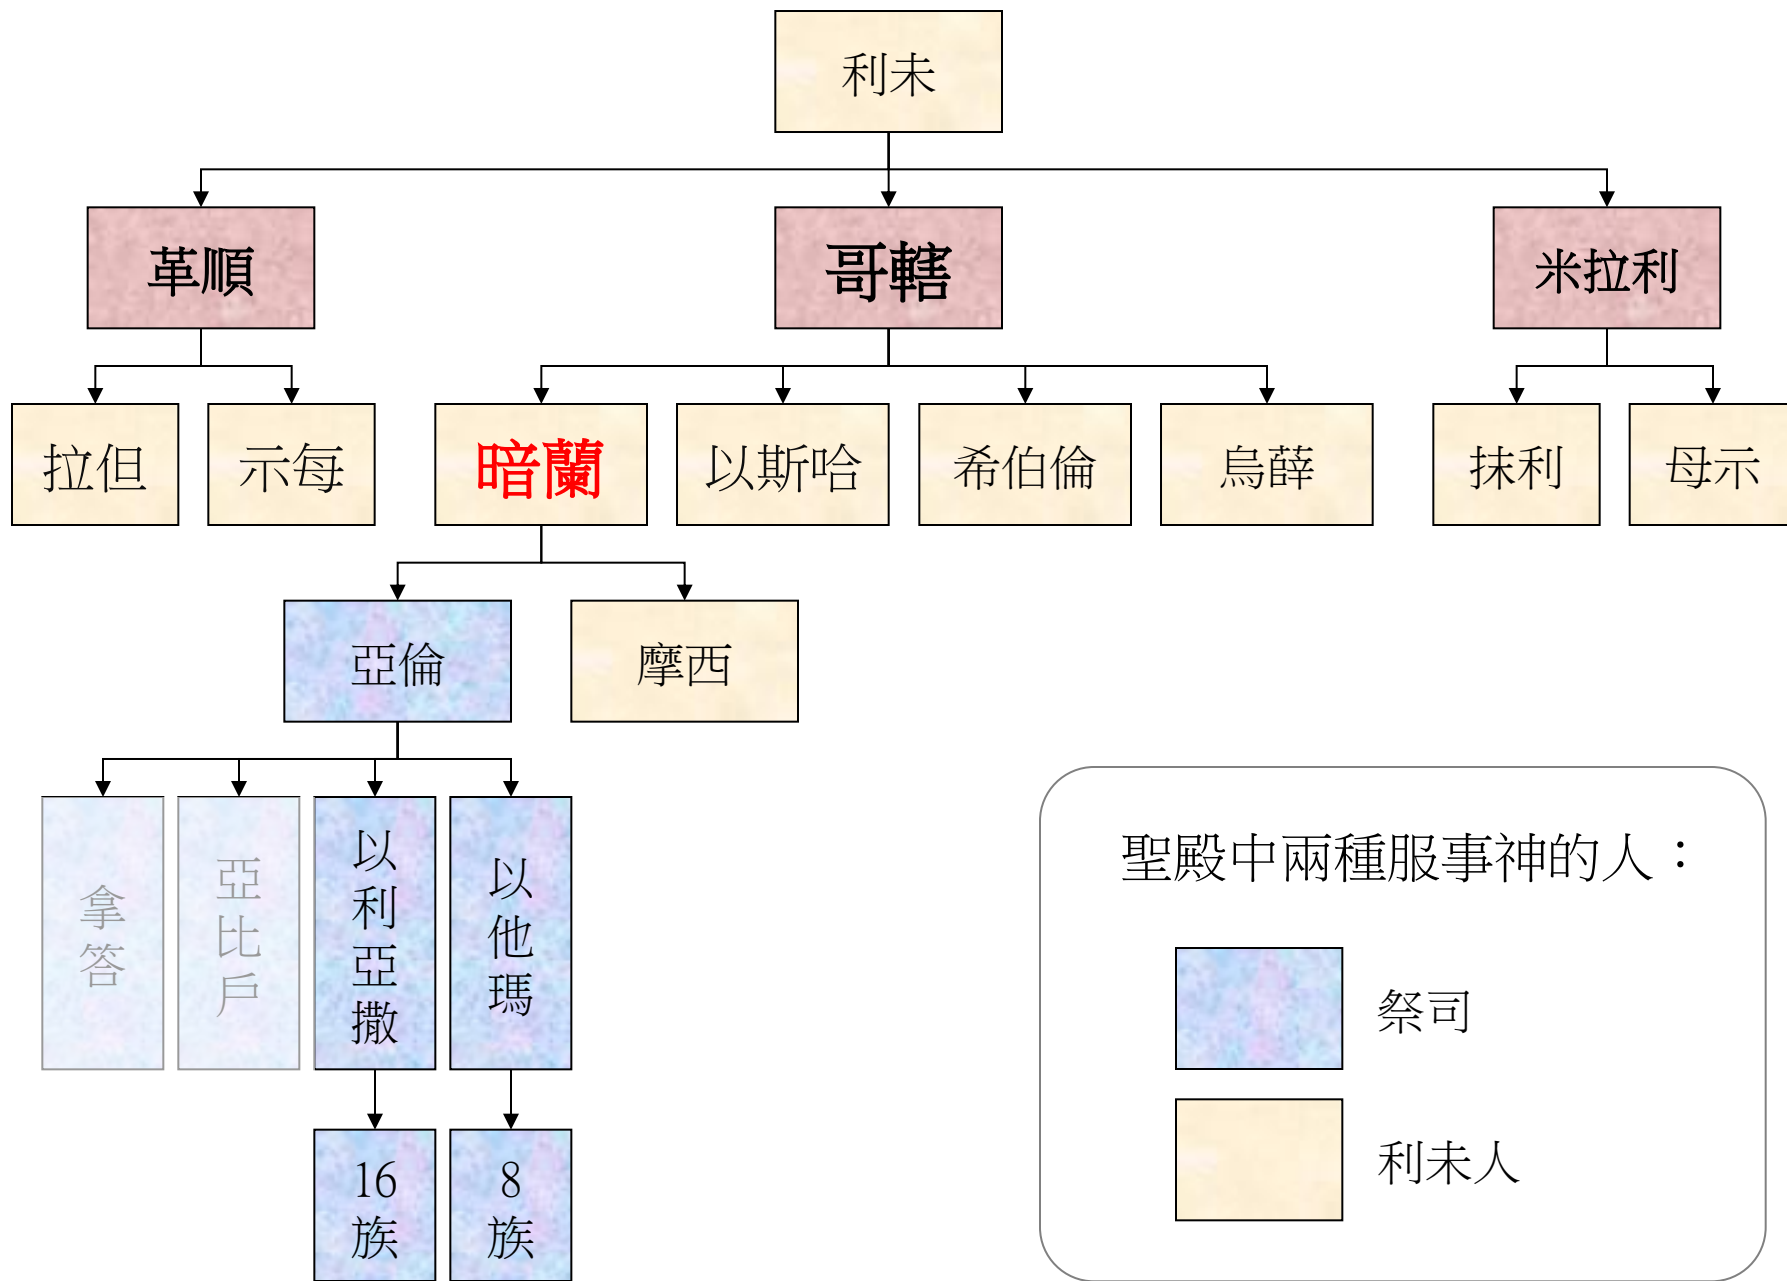 利未
革順
哥轄
米拉利
拉但
示每
暗蘭
以斯哈
希伯倫
烏薛
抹利
母示
亞倫
摩西
拿答
亞比戶
以利亞撒
以他瑪
16
族
8
族
聖殿中兩種服事神的人：
祭司
利未人